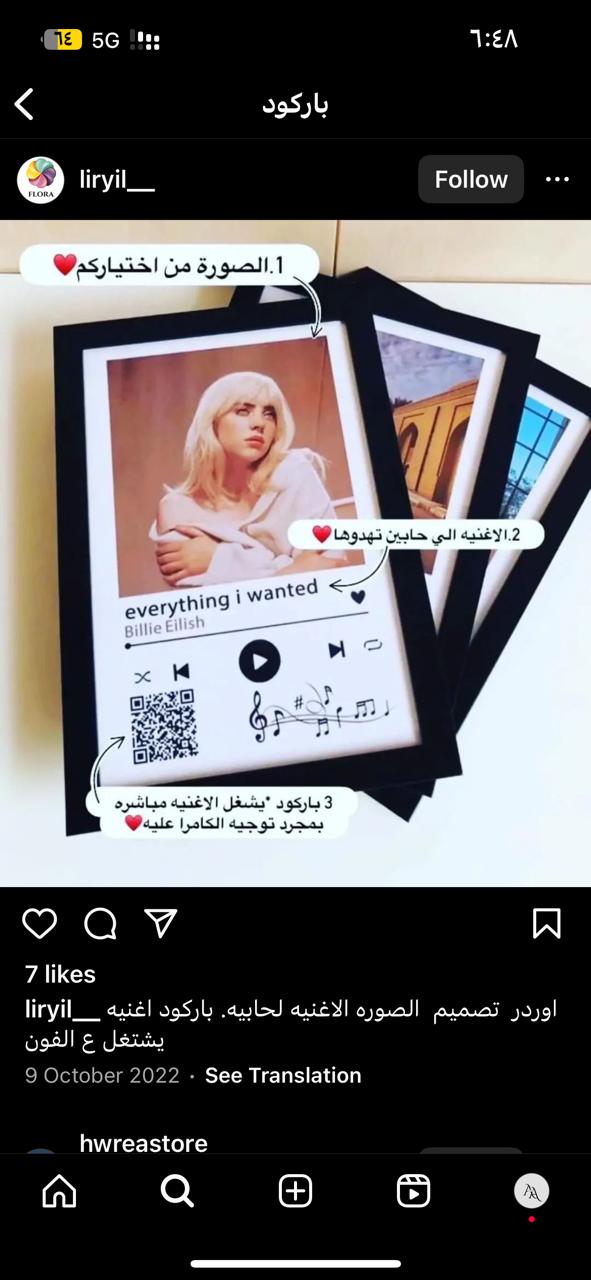 ٦٤
5G
٦:٤٨
باركود
FLORA
liryil__
Follow
1.الصورة من اختياركم♥️
2.الاغنيه الي حابين تهدوها♥️
everything i wanted
Billie Eilish
3 باركود *يشغل الاغنيه مباشره
بمجرد توجيه الكامرا عليه♥️
7 likes
liryil__ اوردر تصميم الصوره الاغنيه لحابيه. باركود اغنيه
يشتغل ع الفون
9 October 2022 · See Translation
hwreastore